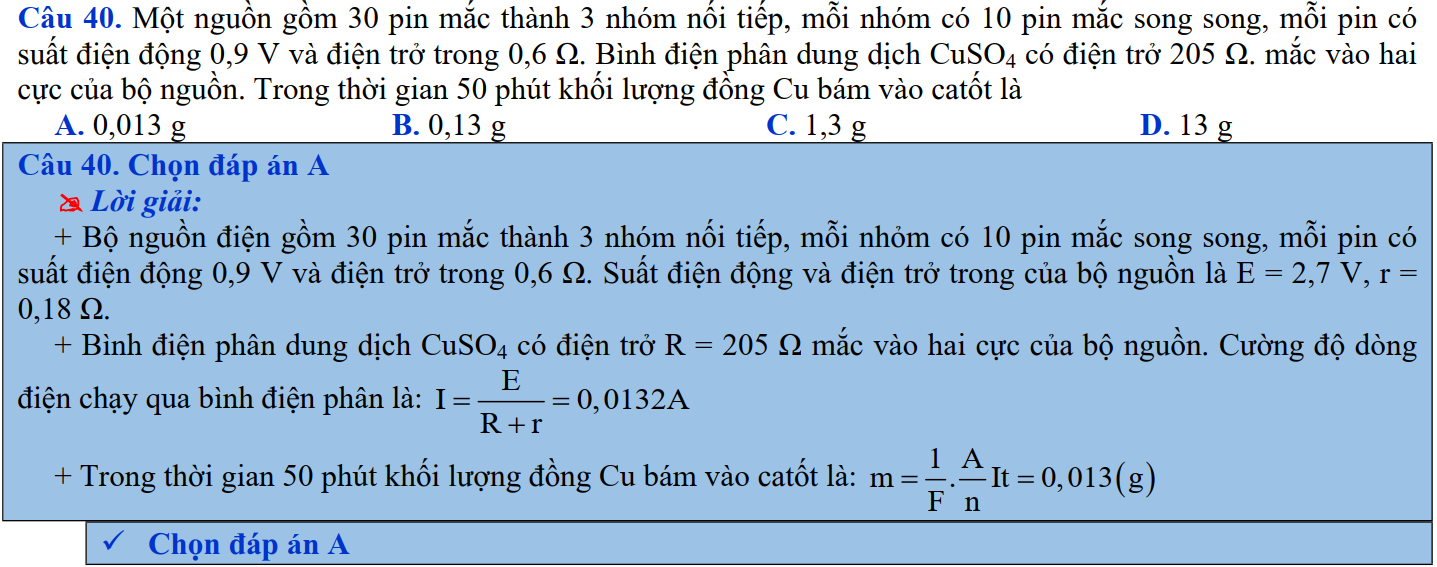 Câu 40. Một nguồn gồm 30 pin mắc thành 3 nhóm nối tiếp, mỗi nhóm có 10 pin mắc song song, mỗi pin có
suất điện động 0,9 V và điện trở trong 0,6 Ω. Bình điện phân dung dịch CuSO₄ có điện trở 205 Ω. mắc vào hai
cực của bộ nguồn. Trong thời gian 50 phút khối lượng đồng Cu bám vào catốt là
A. 0,013 g B. 0,13 g C. 1,3 g D. 13 g
Câu 40. Chọn đáp án A
Lời giải:
+ Bộ nguồn điện gồm 30 pin mắc thành 3 nhóm nối tiếp, mỗi nhỏm có 10 pin mắc song song, mỗi pin có
suất điện động 0,9 V và điện trở trong 0,6 Ω. Suất điện động và điện trở trong của bộ nguồn là E = 2,7 V, r =
0,18 Ω.
+ Bình điện phân dung dịch CuSO₄ có điện trở R = 205 Ω mắc vào hai cực của bộ nguồn. Cường độ dòng
điện chạy qua bình điện phân là: I = E/(R + r) = 0,0132A
+ Trong thời gian 50 phút khối lượng đồng Cu bám vào catốt là: m = 1/F . A/n It = 0,013(g)
✓ Chọn đáp án A